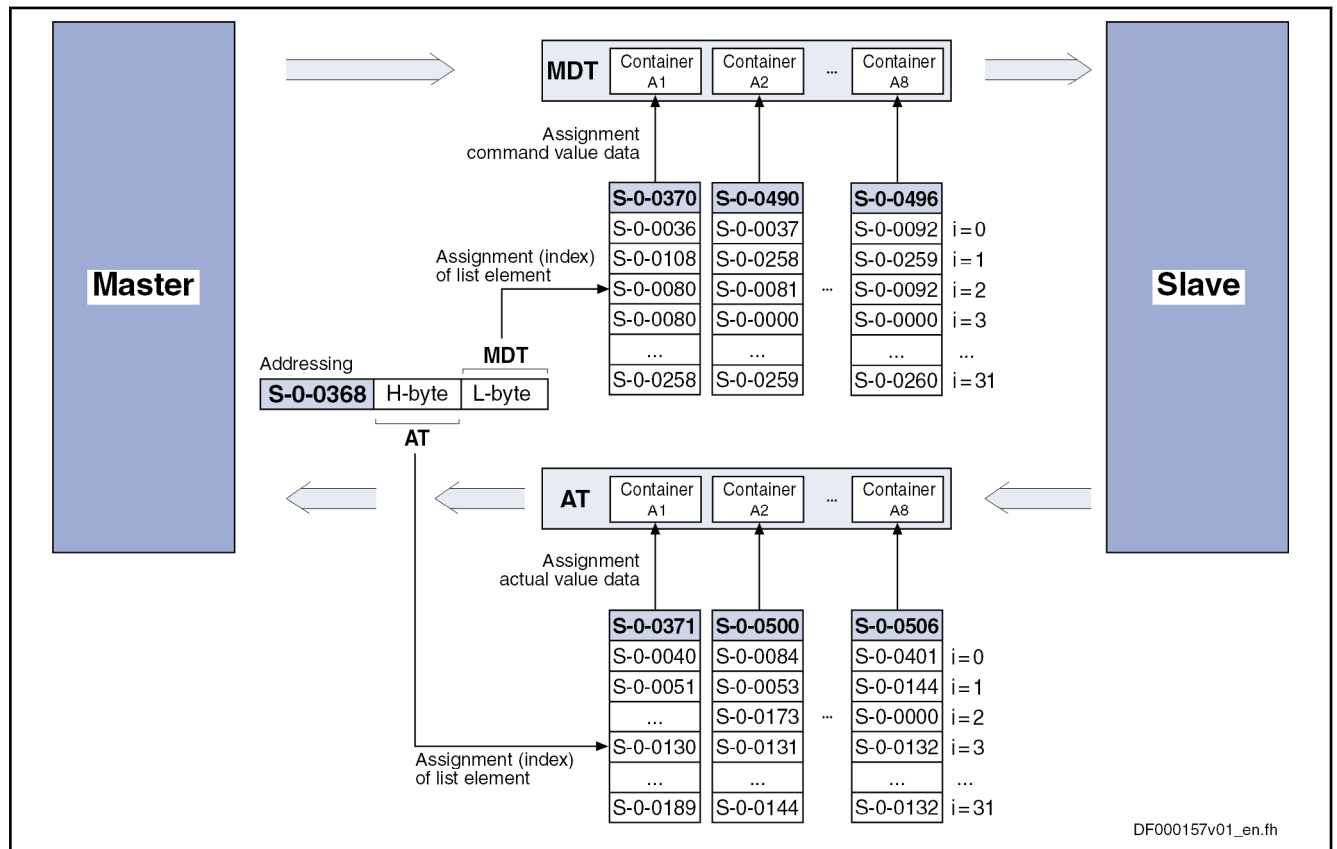 Master
Slave
MDT
Container
A1
Container
A2
...
Container
A8
Assignment
command value data
S-0-0370 S-0-0490 S-0-0496
S-0-0036 S-0-0037 S-0-0092 i=0
S-0-0108 S-0-0258 S-0-0259 i=1
S-0-0080 S-0-0081 ... S-0-0092 i=2
S-0-0080 S-0-0000 S-0-0000 i=3
... ... ... ...
S-0-0258 S-0-0259 S-0-0260 i=31
Assignment (index)
of list element
MDT
Addressing
S-0-0368 H-byte L-byte
AT
AT
Container
A1
Container
A2
...
Container
A8
Assignment
actual value data
S-0-0371 S-0-0500 S-0-0506
S-0-0040 S-0-0084 S-0-0401 i=0
S-0-0051 S-0-0053 S-0-0144 i=1
... S-0-0173 ... S-0-0000 i=2
S-0-0130 S-0-0131 S-0-0132 i=3
... ... ... ...
S-0-0189 S-0-0144 S-0-0132 i=31
Assignment (index)
of list element
DF000157v01_en.fh